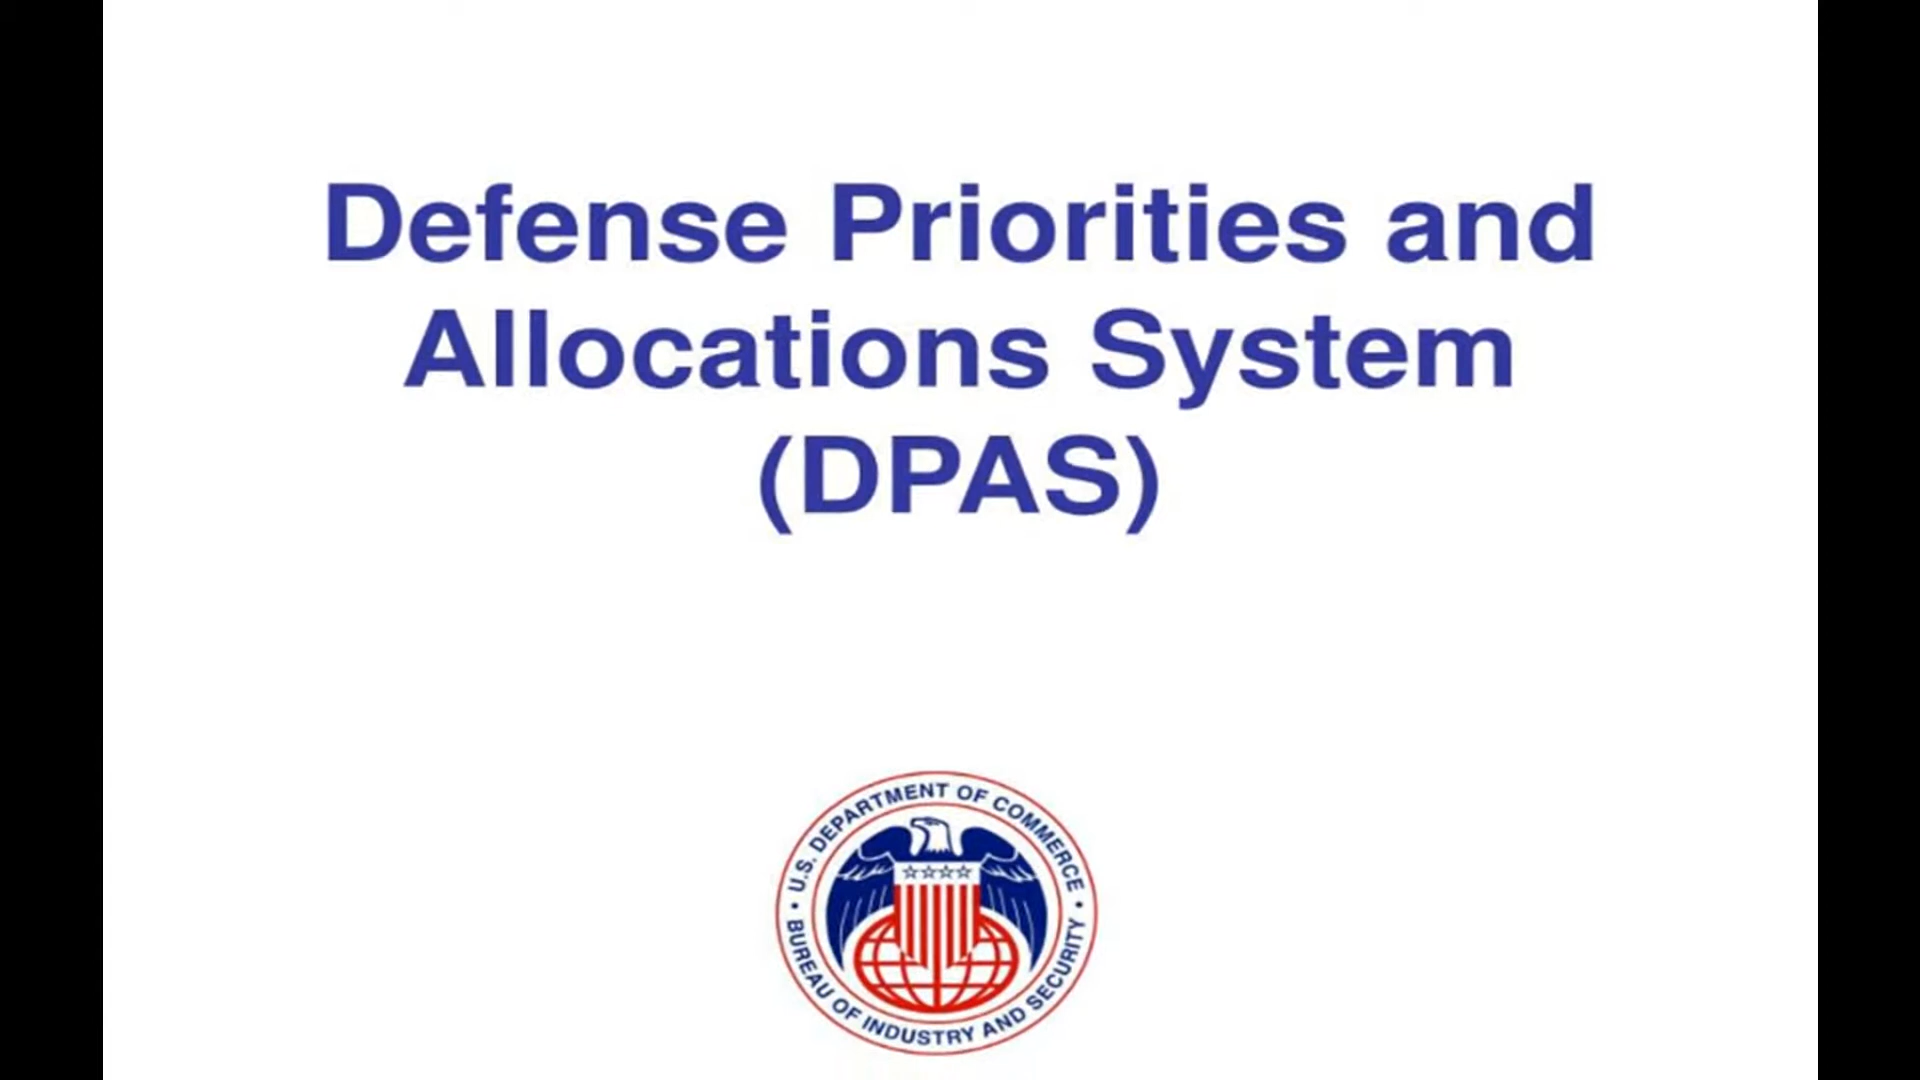 Defense Priorities and
Allocations System
(DPAS)
U.S. DEPARTMENT OF COMMERCE
BUREAU OF INDUSTRY AND SECURITY